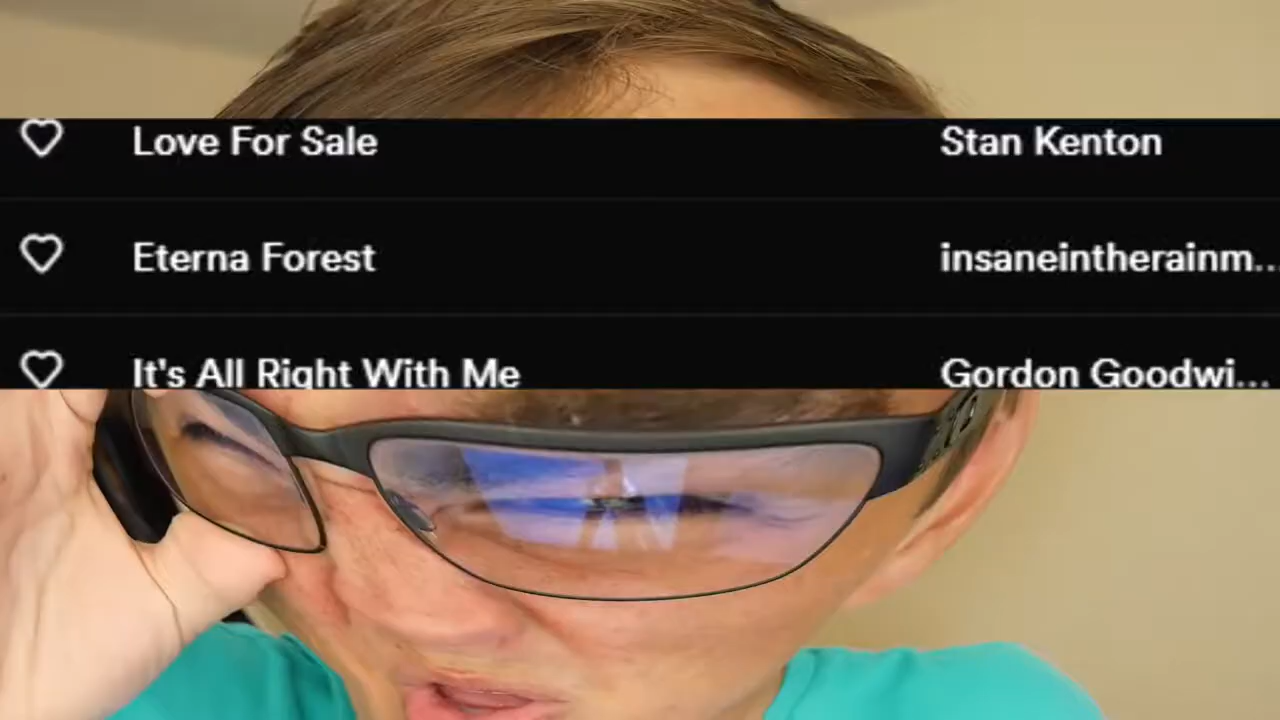 Love For Sale Stan Kenton
Eterna Forest insaneintherainm...
It's All Right With Me Gordon Goodwi...